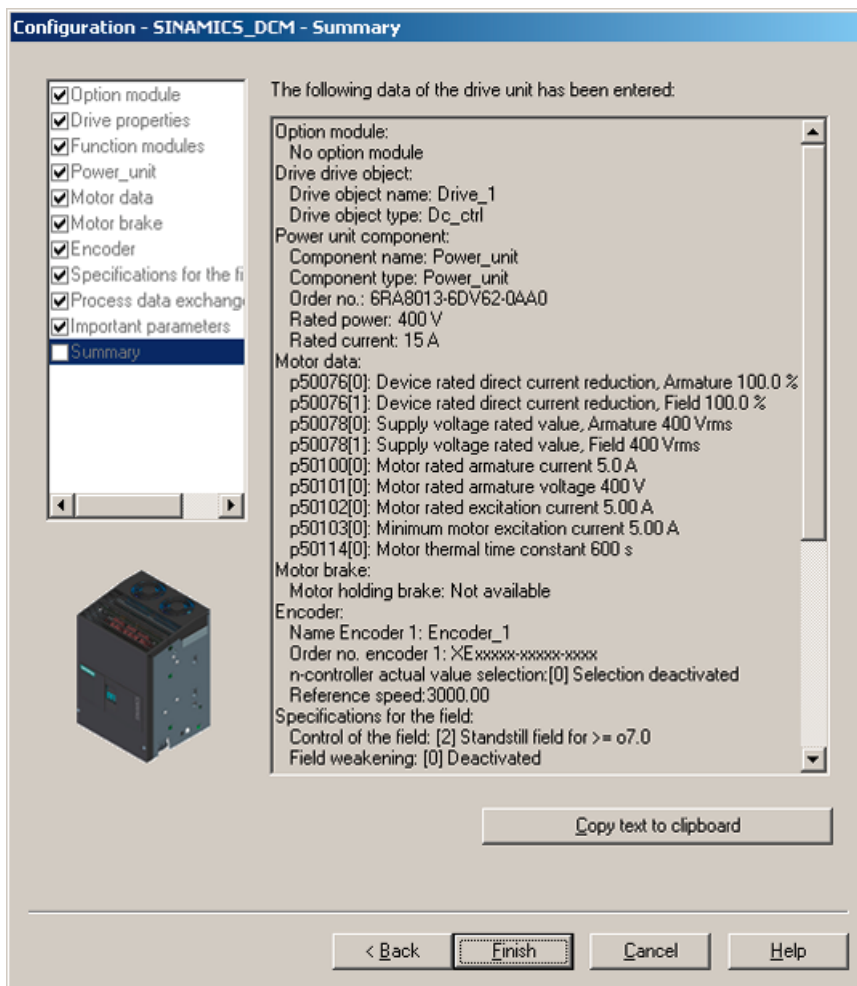 Configuration - SINAMICS_DCM - Summary
Option module
Drive properties
Function modules
Power_unit
Motor data
Motor brake
Encoder
Specifications for the fi
Process data exchang
Important parameters
Summary
The following data of the drive unit has been entered:
Option module:
No option module
Drive drive object:
Drive object name: Drive_1
Drive object type: Dc_ctrl
Power unit component:
Component name: Power_unit
Component type: Power_unit
Order no.: 6RA8013-6DV62-0AA0
Rated power: 400 V
Rated current: 15 A
Motor data:
p50076[0]: Device rated direct current reduction, Armature 100.0 %
p50076[1]: Device rated direct current reduction, Field 100.0 %
p50078[0]: Supply voltage rated value, Armature 400 Vrms
p50078[1]: Supply voltage rated value, Field 400 Vrms
p50100[0]: Motor rated armature current 5.0 A
p50101[0]: Motor rated armature voltage 400 V
p50102[0]: Motor rated excitation current 5.00 A
p50103[0]: Minimum motor excitation current 5.00 A
p50114[0]: Motor thermal time constant 600 s
Motor brake:
Motor holding brake: Not available
Encoder:
Name Encoder 1: Encoder_1
Order no. encoder 1: XExxxxx-xxxxx-xxxx
n-controller actual value selection:[0] Selection deactivated
Reference speed:3000.00
Specifications for the field:
Control of the field: [2] Standstill field for >= o7.0
Field weakening: [0] Deactivated
Copy text to clipboard
< Back
Finish
Cancel
Help